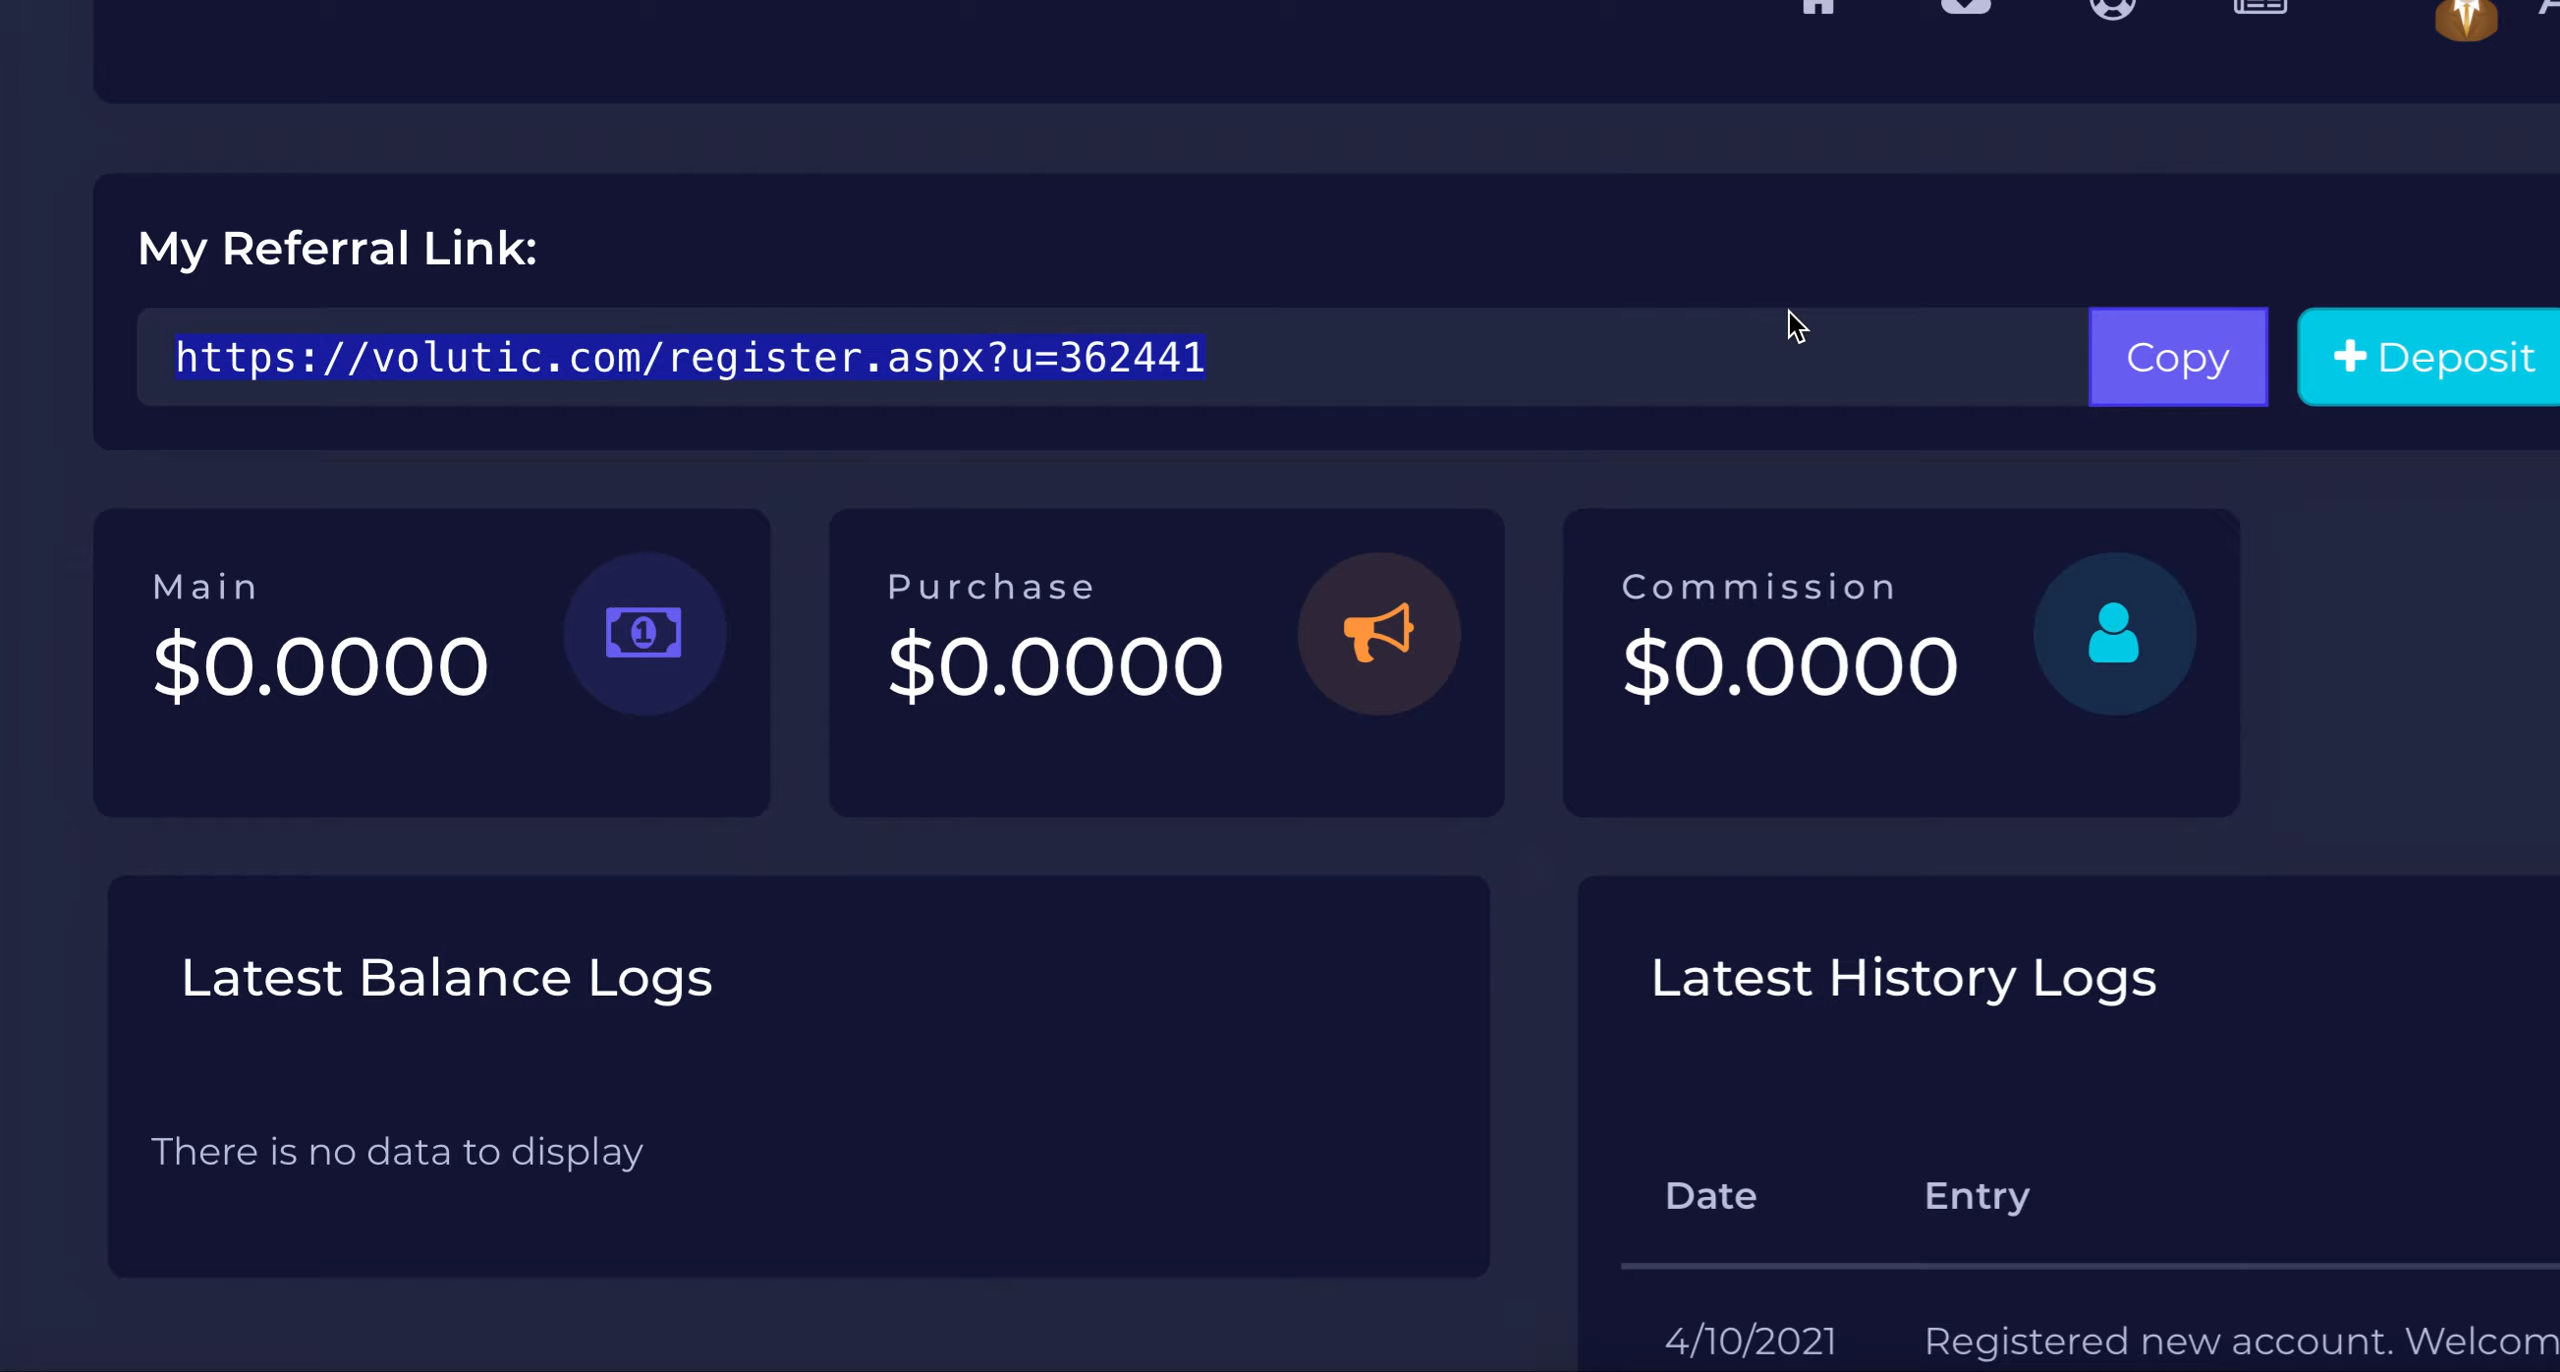 My Referral Link:
https://volutic.com/register.aspx?u=362441
Copy
Deposit
Main
$0.0000
Purchase
$0.0000
Commission
$0.0000
Latest Balance Logs
There is no data to display
Latest History Logs
Date Entry
4/10/2021 Registered new account. Welcom